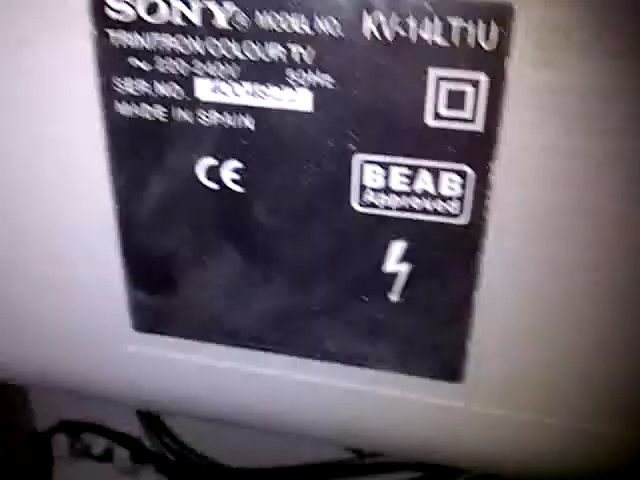 SONY® MODEL NO. KV-14LT1U
TRINITRON COLOUR TV
~ 220-240V 50Hz
SER.NO.
MADE IN SPAIN
CE
BEAB
Approved